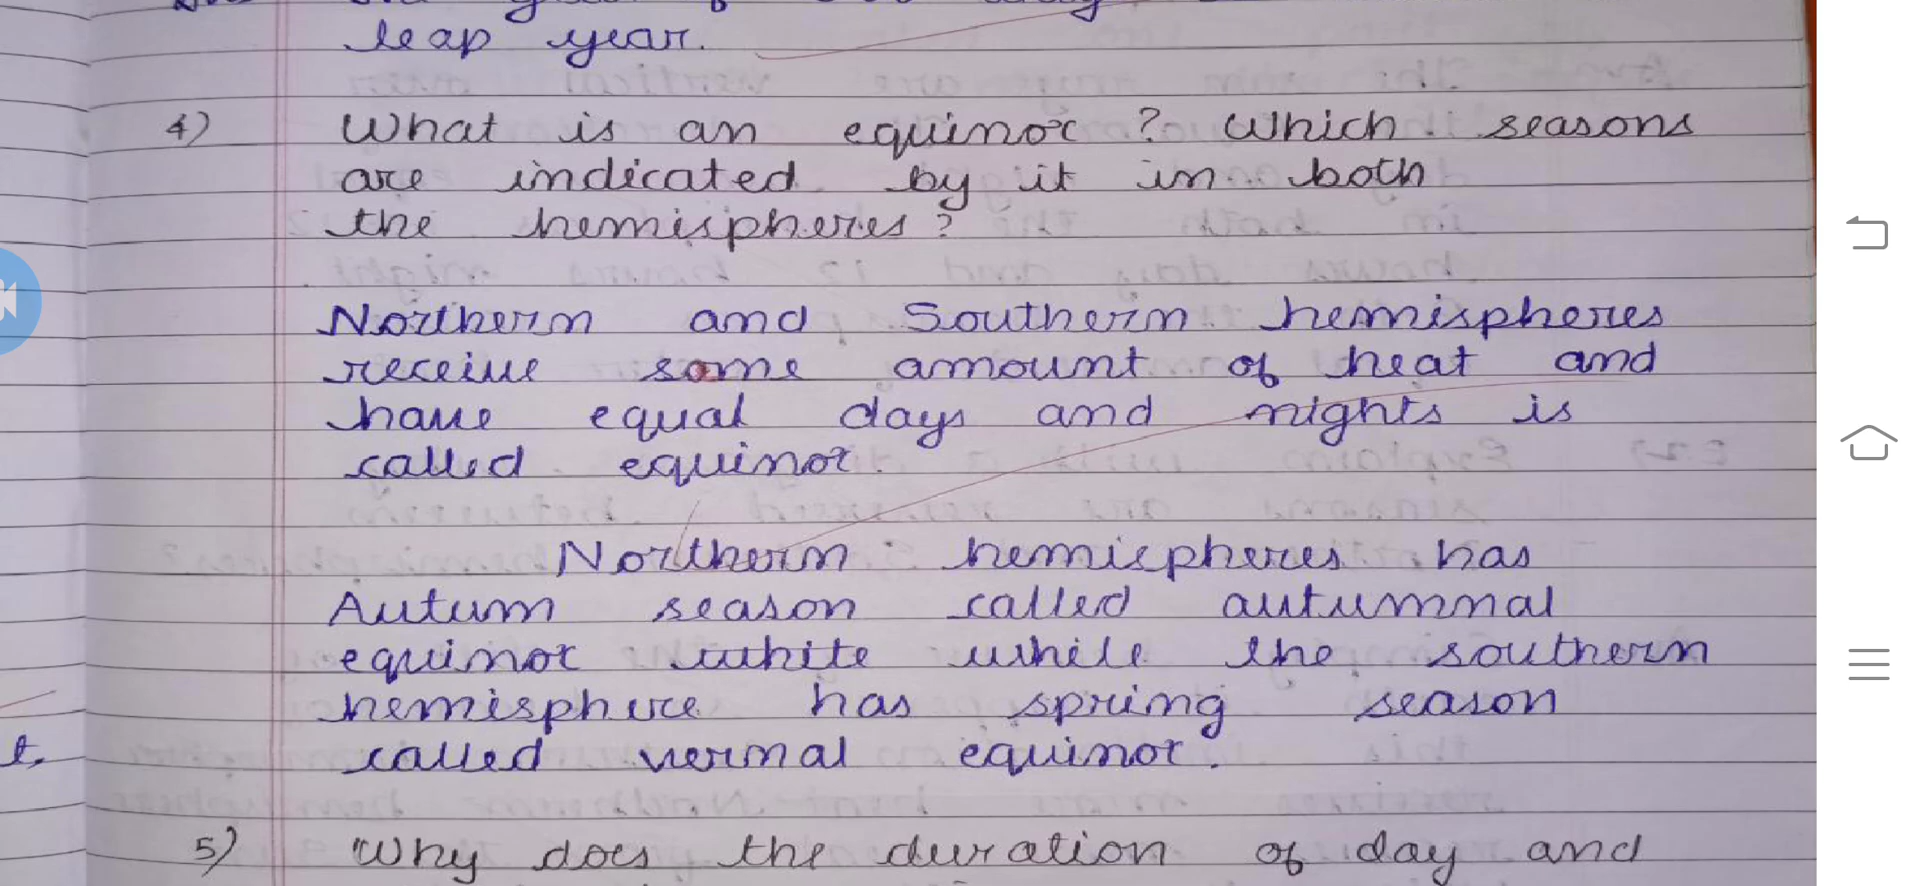 leap year.
4) What is an equinox? Which seasons
are indicated by it in both
the hemispheres?
Northern and Southern hemispheres
receive same amount of heat and
have equal days and nights is
called equinox.
Northern hemispheres has
Autum season called autumnal
equinox white while the southern
hemisphere has spring season
called vernal equinox.
t.
5) Why does the duration of day and